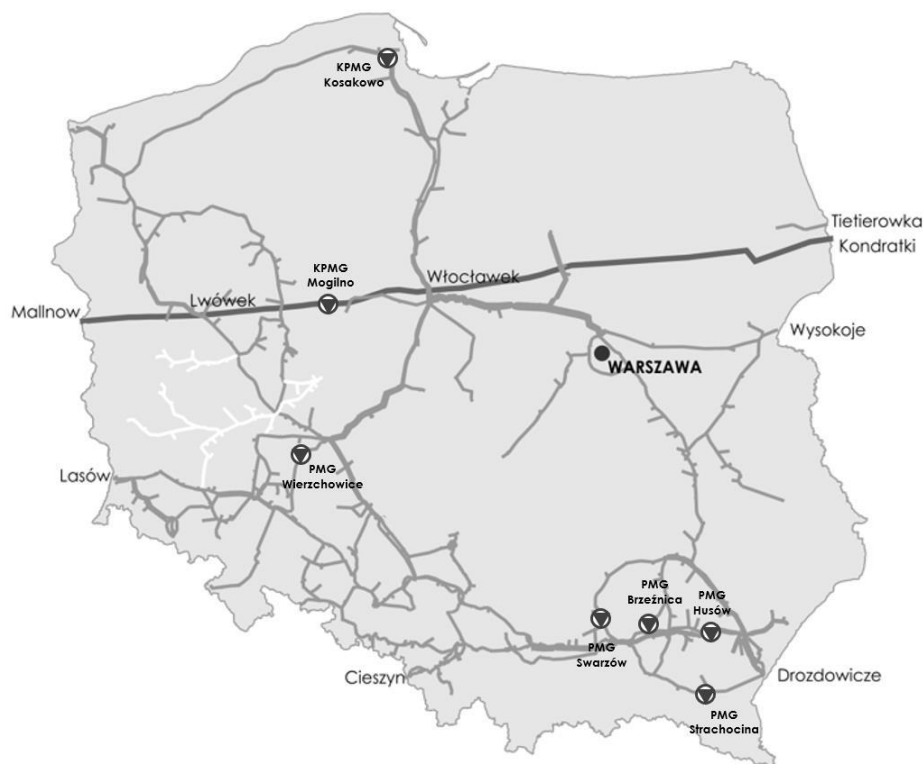 KPMG
Kosakowo
Tietierowka
Kondratki
KPMG
Mogilno
Włocławek
Lwówek
Mallnow
Wysokoje
WARSZAWA
Lasów
PMG
Wierzchowice
PMG
Brzeźnica
PMG
Husów
PMG
Swarzów
Cieszyn
Drozdowicze
PMG
Strachocina